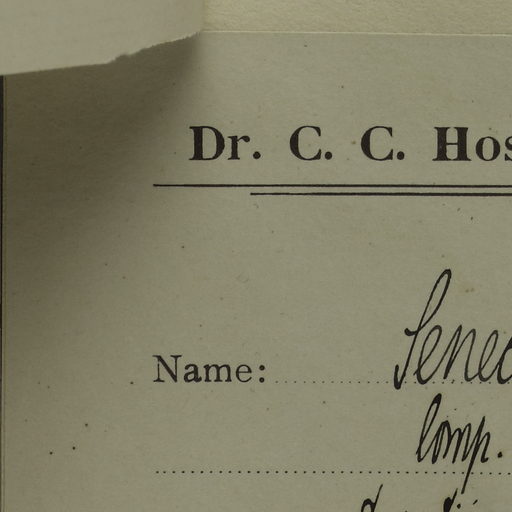 Dr. C. C. Hos
Name: Senec
Comp.